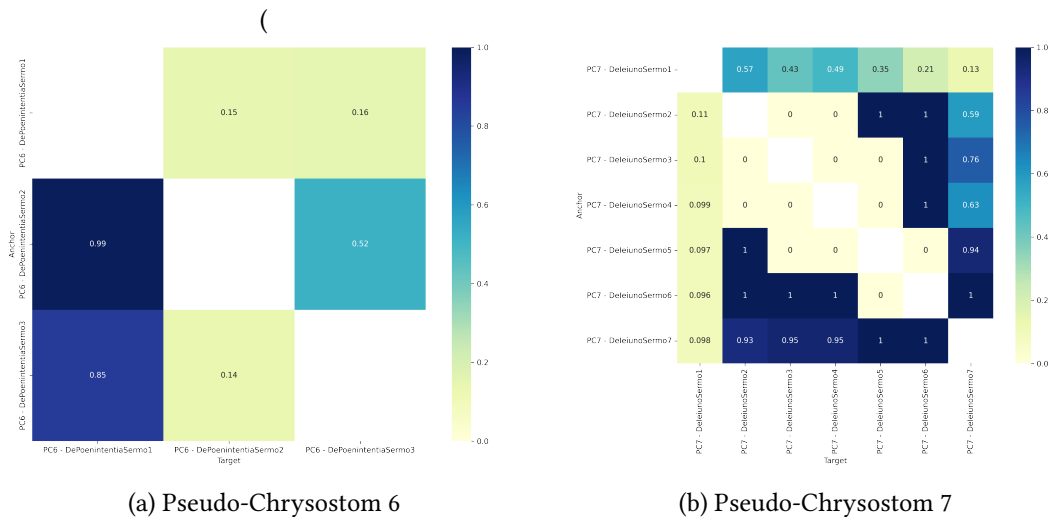 (
PC6 - DePoenintentiaSermo1
PC6 - DePoenintentiaSermo2
PC6 - DePoenintentiaSermo3
Anchor
0.15 0.16
0.99 0.52
0.85 0.14
PC6 - DePoenintentiaSermo1 PC6 - DePoenintentiaSermo2 PC6 - DePoenintentiaSermo3
Target
1.0
0.8
0.6
0.4
0.2
0.0
(a) Pseudo-Chrysostom 6
PC7 - DeIeiunoSermo1 0.57 0.43 0.49 0.35 0.21 0.13
PC7 - DeIeiunoSermo2 0.11 0 0 1 1 0.59
PC7 - DeIeiunoSermo3 0.1 0 0 0 1 0.76
PC7 - DeIeiunoSermo4 0.099 0 0 0 1 0.63
PC7 - DeIeiunoSermo5 0.097 1 0 0 0 0.94
PC7 - DeIeiunoSermo6 0.096 1 1 1 0 1
PC7 - DeIeiunoSermo7 0.098 0.93 0.95 0.95 1 1
Anchor
PC7 - DeIeiunoSermo1
PC7 - DeIeiunoSermo2
PC7 - DeIeiunoSermo3
PC7 - DeIeiunoSermo4
PC7 - DeIeiunoSermo5
PC7 - DeIeiunoSermo6
PC7 - DeIeiunoSermo7
Target
1.0
0.8
0.6
0.4
0.2
0.0
(b) Pseudo-Chrysostom 7